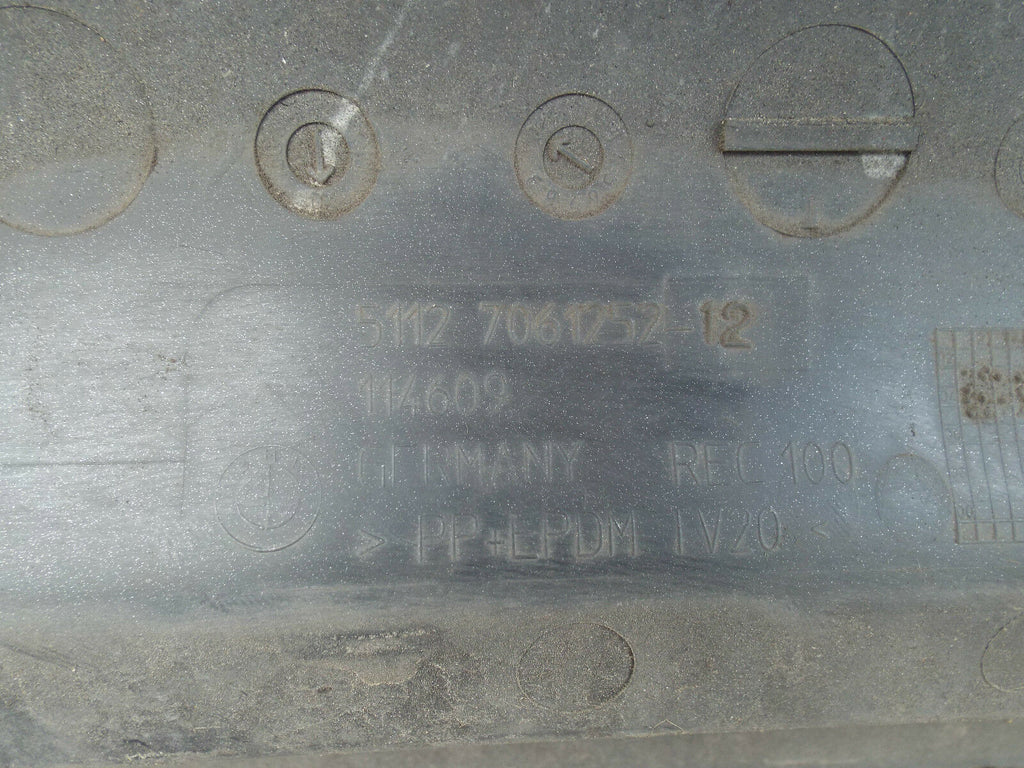 5112 7061252-12
114609
GERMANY REC 100
> PP+EPDM TV20 <